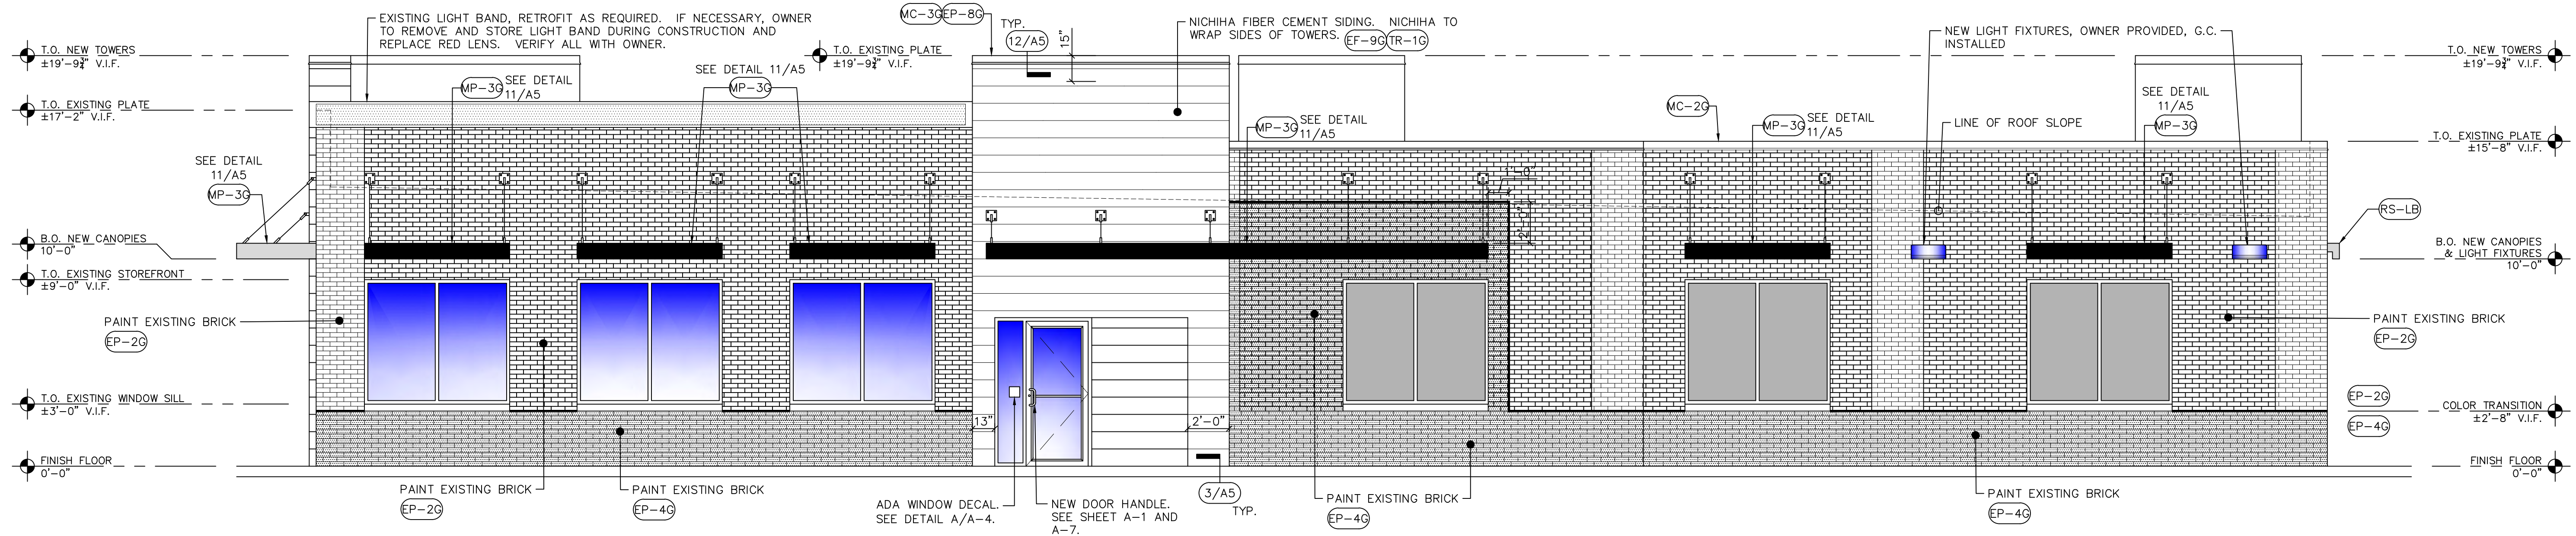 EXISTING LIGHT BAND, RETROFIT AS REQUIRED. IF NECESSARY, OWNER
TO REMOVE AND STORE LIGHT BAND DURING CONSTRUCTION AND
REPLACE RED LENS. VERIFY ALL WITH OWNER.
MC-3G
EP-8G
TYP.
12/A5
15"
NICHIHA FIBER CEMENT SIDING. NICHIHA TO
WRAP SIDES OF TOWERS.
EF-9G
TR-1G
NEW LIGHT FIXTURES, OWNER PROVIDED, G.C.
INSTALLED
T.O. NEW TOWERS
±19'-9¾" V.I.F.
T.O. EXISTING PLATE
±19'-9¾" V.I.F.
T.O. NEW TOWERS
±19'-9¾" V.I.F.
T.O. EXISTING PLATE
±17'-2" V.I.F.
MP-3G
SEE DETAIL
11/A5
SEE DETAIL 11/A5
MP-3G
MP-3G
SEE DETAIL
11/A5
MC-2G
MP-3G
SEE DETAIL
11/A5
LINE OF ROOF SLOPE
SEE DETAIL
11/A5
MP-3G
T.O. EXISTING PLATE
±15'-8" V.I.F.
SEE DETAIL
11/A5
MP-3G
1'-0"
2'-0"
RS-LB
B.O. NEW CANOPIES
10'-0"
B.O. NEW CANOPIES
& LIGHT FIXTURES
10'-0"
T.O. EXISTING STOREFRONT
±9'-0" V.I.F.
PAINT EXISTING BRICK
EP-2G
PAINT EXISTING BRICK
EP-2G
T.O. EXISTING WINDOW SILL
±3'-0" V.I.F.
EP-2G
COLOR TRANSITION
±2'-8" V.I.F.
EP-4G
13"
2'-0"
FINISH FLOOR
0'-0"
FINISH FLOOR
0'-0"
PAINT EXISTING BRICK
EP-2G
PAINT EXISTING BRICK
EP-4G
ADA WINDOW DECAL.
SEE DETAIL A/A-4.
NEW DOOR HANDLE.
SEE SHEET A-1 AND
A-7.
3/A5
TYP.
PAINT EXISTING BRICK
EP-4G
PAINT EXISTING BRICK
EP-4G